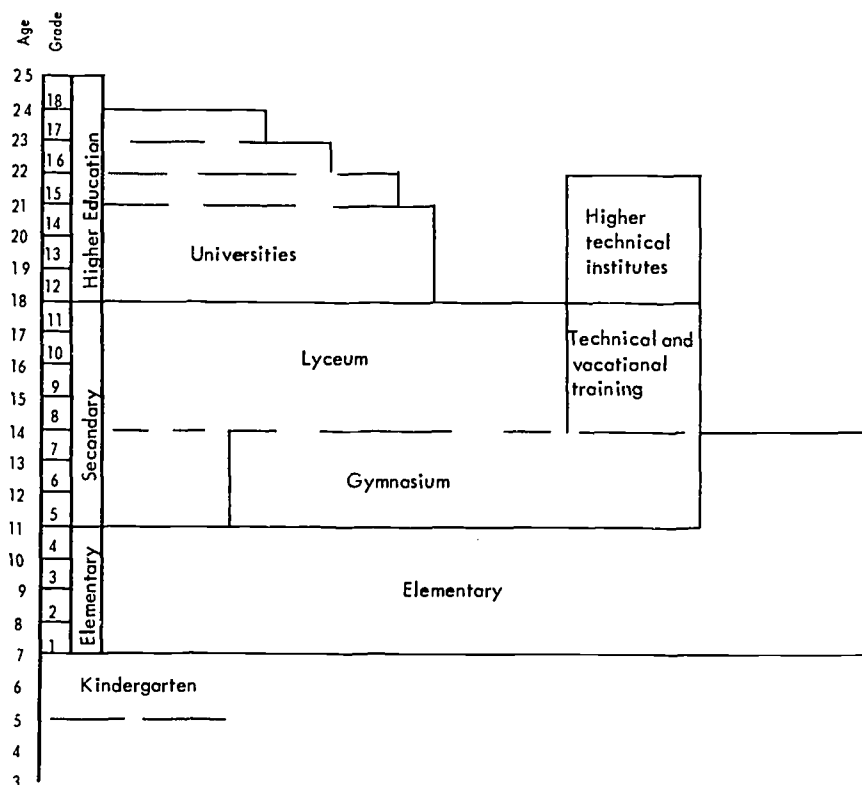 Age
Grade
25
24
23
22
21
20
19
18
17
16
15
14
13
12
11
10
9
8
7
6
5
4
3
18
17
16
15
14
13
12
11
10
9
8
7
6
5
4
3
2
1
Higher Education
Secondary
Elementary
Universities
Higher
technical
institutes
Lyceum
Technical and
vacational
training
Gymnasium
Elementary
Kindergarten